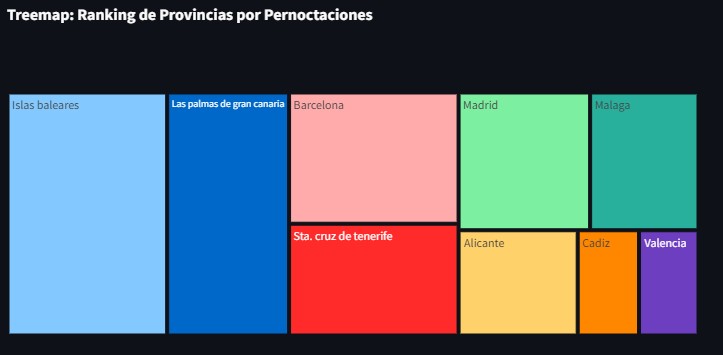 Treemap: Ranking de Provincias por Pernoctaciones
Islas baleares
Las palmas de gran canaria
Barcelona
Madrid
Malaga
Sta. cruz de tenerife
Alicante
Cadiz
Valencia